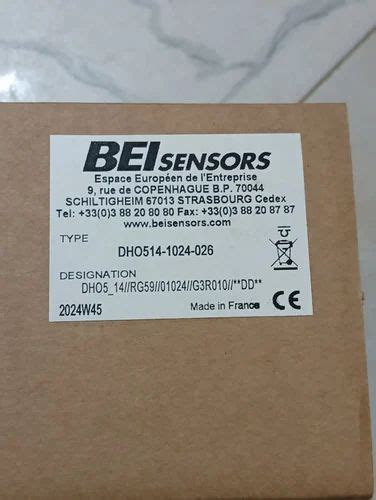 BEI SENSORS
Espace Européen de l'Entreprise
9, rue de COPENHAGUE B.P. 70044
SCHILTIGHEIM 67013 STRASBOURG Cedex
Tel: +33(0)3 88 20 80 80 Fax: +33(0)3 88 20 87 87
www.beisensors.com
TYPE
DHO514-1024-026
DESIGNATION
DHO5_14//RG59//01024//G3R010//**DD**
2024W45
Made in France CE